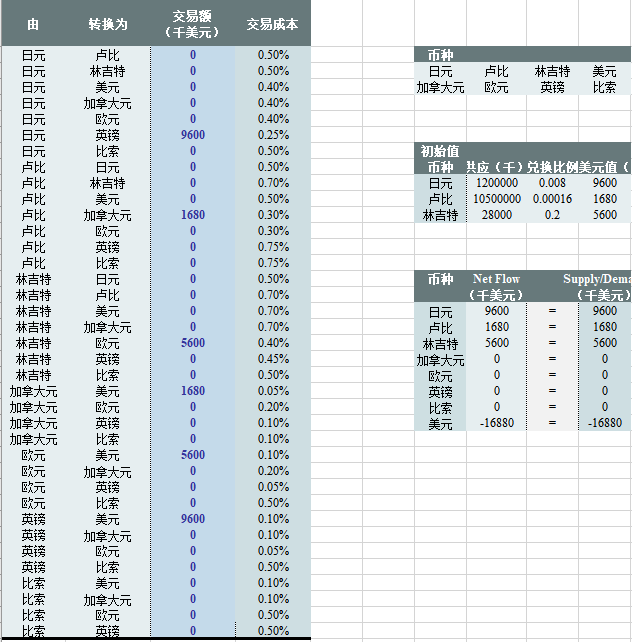 由 转换为 交易额（千美元） 交易成本
日元 卢比 0 0.50%
日元 林吉特 0 0.50%
日元 美元 0 0.40%
日元 加拿大元 0 0.40%
日元 欧元 0 0.40%
日元 英镑 9600 0.25%
日元 比索 0 0.50%
卢比 日元 0 0.50%
卢比 林吉特 0 0.70%
卢比 美元 0 0.50%
卢比 加拿大元 1680 0.30%
卢比 欧元 0 0.30%
卢比 英镑 0 0.75%
卢比 比索 0 0.75%
林吉特 日元 0 0.50%
林吉特 卢比 0 0.70%
林吉特 美元 0 0.70%
林吉特 加拿大元 0 0.70%
林吉特 欧元 5600 0.40%
林吉特 英镑 0 0.45%
林吉特 比索 0 0.50%
加拿大元 美元 1680 0.05%
加拿大元 欧元 0 0.20%
加拿大元 英镑 0 0.10%
加拿大元 比索 0 0.10%
欧元 美元 5600 0.10%
欧元 加拿大元 0 0.20%
欧元 英镑 0 0.05%
欧元 比索 0 0.50%
英镑 美元 9600 0.10%
英镑 加拿大元 0 0.10%
英镑 欧元 0 0.05%
英镑 比索 0 0.50%
比索 美元 0 0.10%
比索 加拿大元 0 0.10%
比索 欧元 0 0.50%
比索 英镑 0 0.50%
币种
日元 卢比 林吉特 美元
加拿大元 欧元 英镑 比索
初始值
币种 共应（千） 兑换比例 美元值（
日元 1200000 0.008 9600
卢比 10500000 0.00016 1680
林吉特 28000 0.2 5600
币种 Net Flow Supply/Dema
（千美元） （千美元）
日元 9600 = 9600
卢比 1680 = 1680
林吉特 5600 = 5600
加拿大元 0 = 0
欧元 0 = 0
英镑 0 = 0
比索 0 = 0
美元 -16880 = -16880